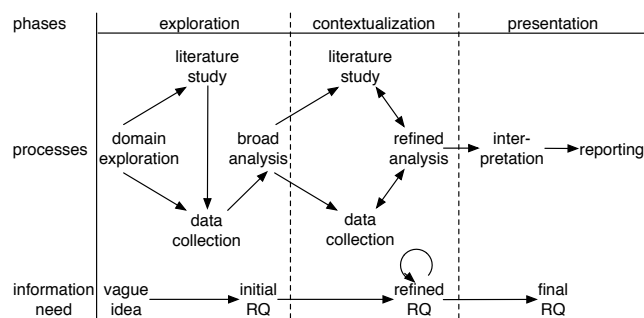 phases exploration contextualization presentation
literature study
literature study
processes
domain exploration
broad analysis
refined analysis
inter-pretation
reporting
data collection
data collection
information need
vague idea
initial RQ
refined RQ
final RQ